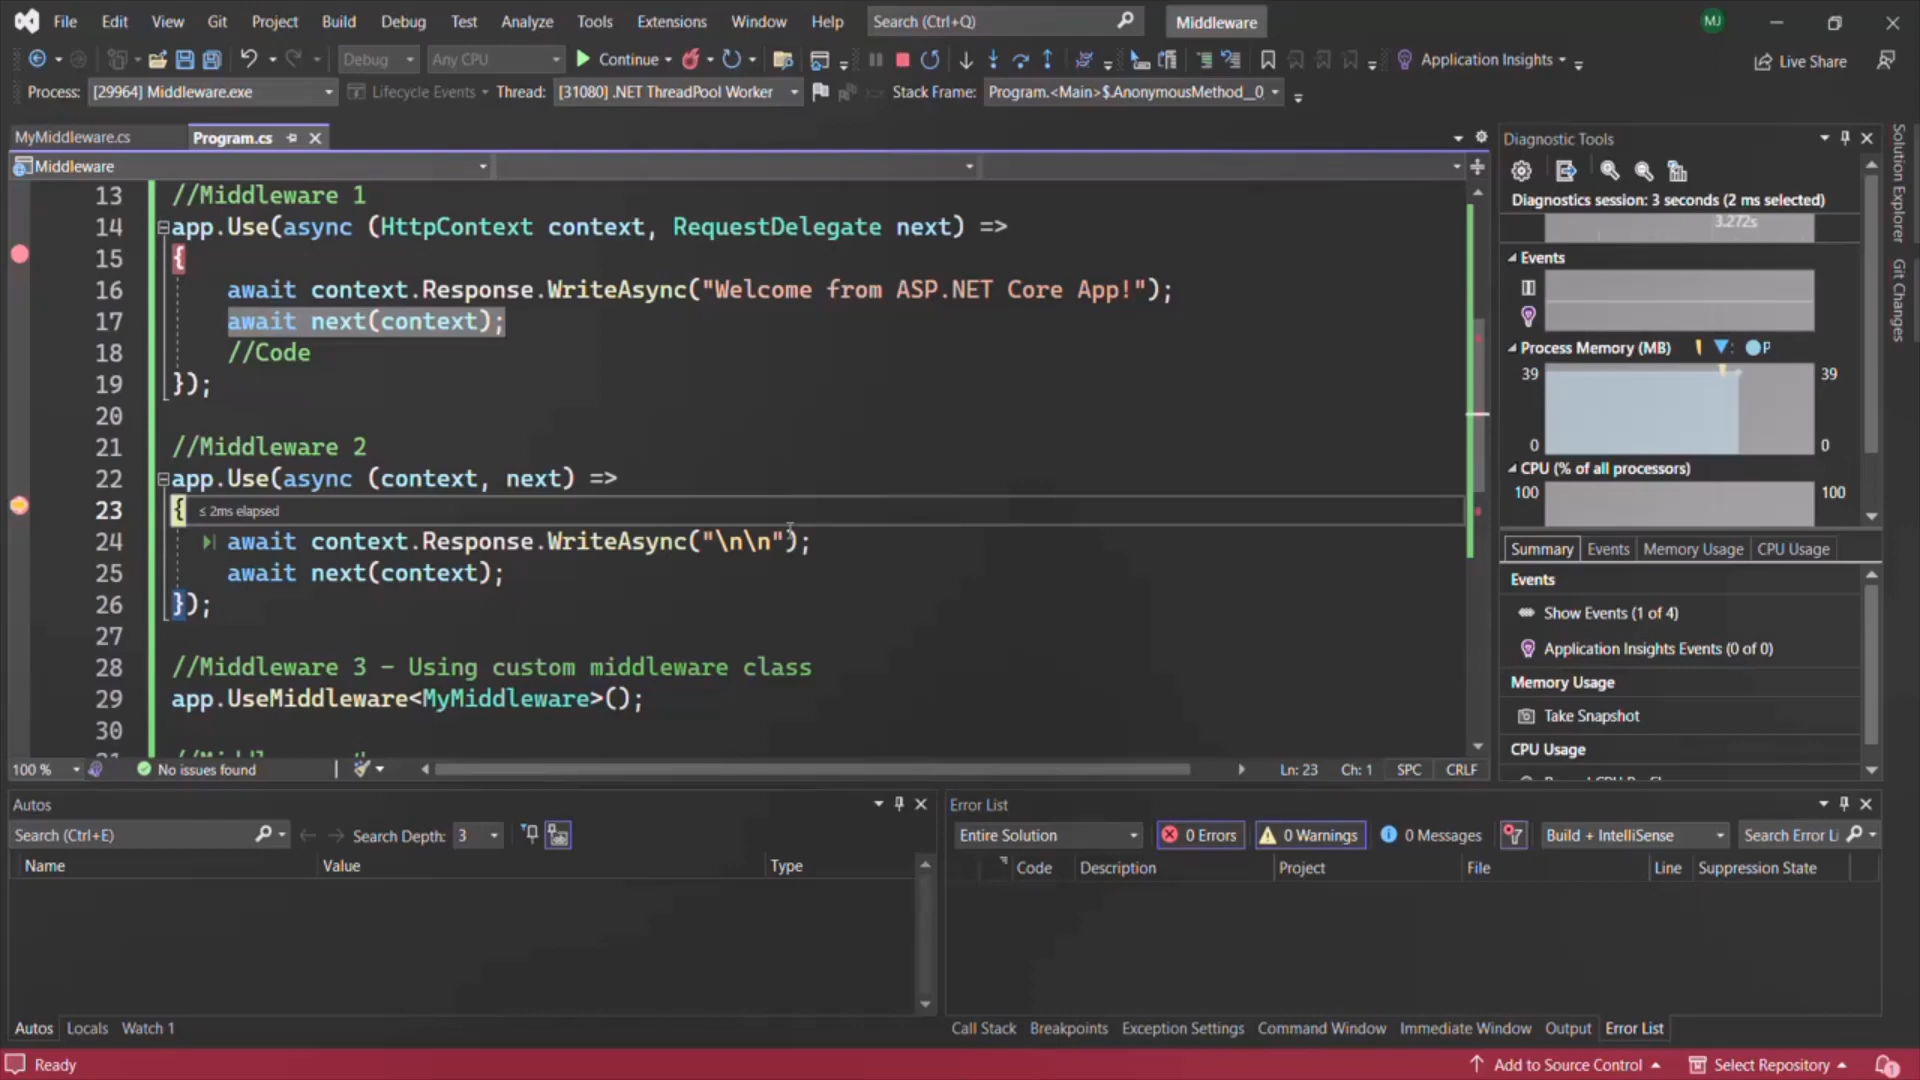 File Edit View Git Project Build Debug Test Analyze Tools Extensions Window Help Search (Ctrl+Q) Middleware MJ
Debug Any CPU Continue Application Insights Live Share
Process: [29964] Middleware.exe Lifecycle Events Thread: [31080] .NET ThreadPool Worker Stack Frame: Program.<Main>$.AnonymousMethod__0
MyMiddleware.cs Program.cs
Middleware
13 //Middleware 1
14 app.Use(async (HttpContext context, RequestDelegate next) =>
15 {
16 await context.Response.WriteAsync("Welcome from ASP.NET Core App!");
17 await next(context);
18 //Code
19 });
20
21 //Middleware 2
22 app.Use(async (context, next) =>
23 { ≤ 2ms elapsed
24 await context.Response.WriteAsync("\n\n");
25 await next(context);
26 });
27
28 //Middleware 3 - Using custom middleware class
29 app.UseMiddleware<MyMiddleware>();
30
100 % No issues found Ln: 23 Ch: 1 SPC CRLF
Diagnostic Tools
Diagnostics session: 3 seconds (2 ms selected)
3.272s
Events
Process Memory (MB) P
39 39
0 0
CPU (% of all processors)
100 100
Summary Events Memory Usage CPU Usage
Events
Show Events (1 of 4)
Application Insights Events (0 of 0)
Memory Usage
Take Snapshot
CPU Usage
Solution Explorer
Git Changes
Autos
Search (Ctrl+E) Search Depth: 3
Name Value Type
Autos Locals Watch 1
Error List
Entire Solution 0 Errors 0 Warnings 0 Messages Build + IntelliSense Search Error Li
Code Description Project File Line Suppression State
Call Stack Breakpoints Exception Settings Command Window Immediate Window Output Error List
Ready Add to Source Control Select Repository 1